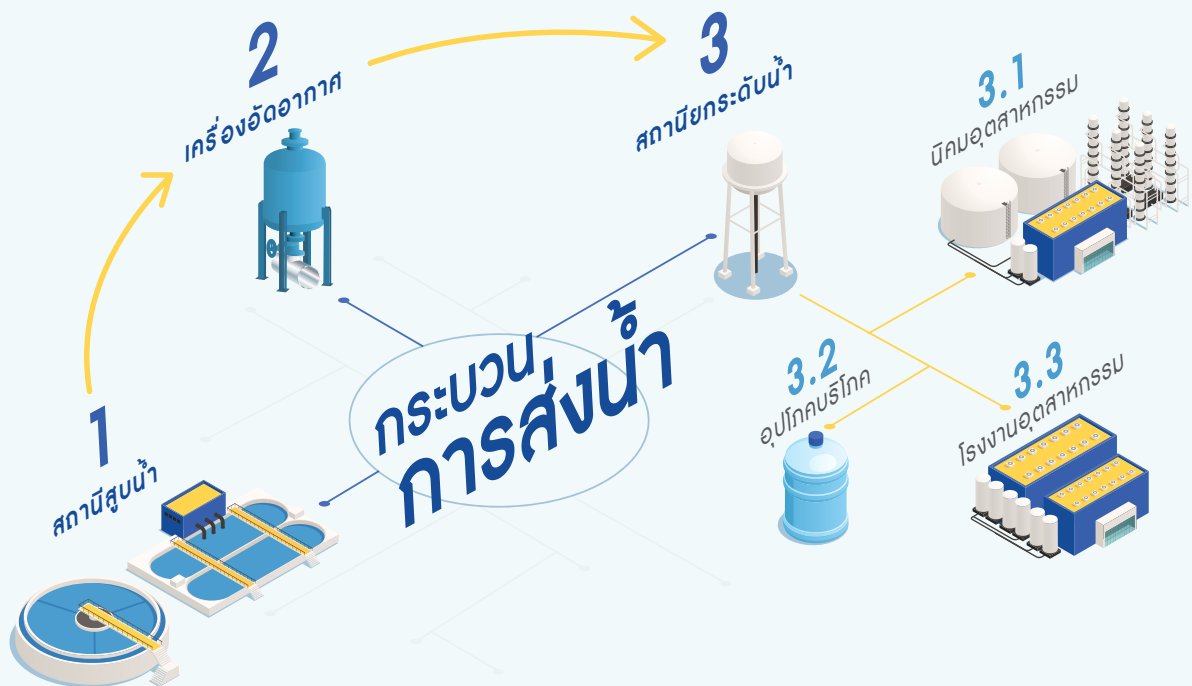 กระบวน
การส่งน้ำ
1
สถานีสูบน้ำ
2
เครื่องอัดอากาศ
3
สถานียกระดับน้ำ
3.1
นิคมอุตสาหกรรม
3.2
อุปโภคบริโภค
3.3
โรงงานอุตสาหกรรม